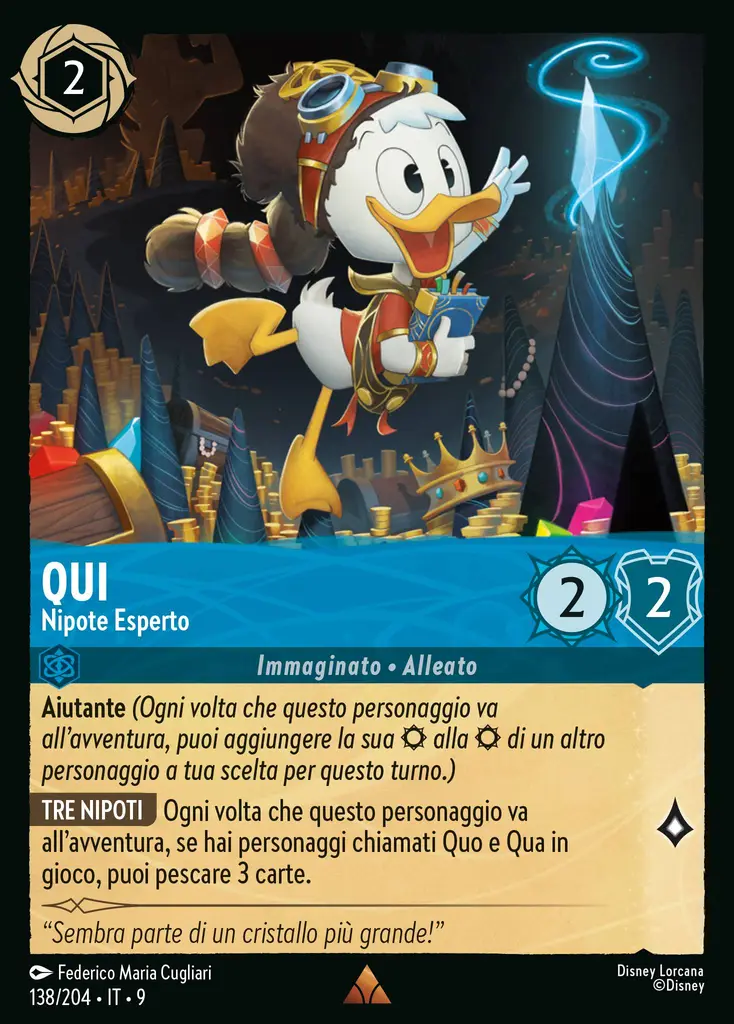 2
QUI
Nipote Esperto
2
2
Immaginato • Alleato
Aiutante (Ogni volta che questo personaggio va
all’avventura, puoi aggiungere la sua alla di un altro
personaggio a tua scelta per questo turno.)
TRE NIPOTI Ogni volta che questo personaggio va
all’avventura, se hai personaggi chiamati Quo e Qua in
gioco, puoi pescare 3 carte.
“Sembra parte di un cristallo più grande!”
Federico Maria Cugliari
138/204 • IT • 9
Disney Lorcana
©Disney